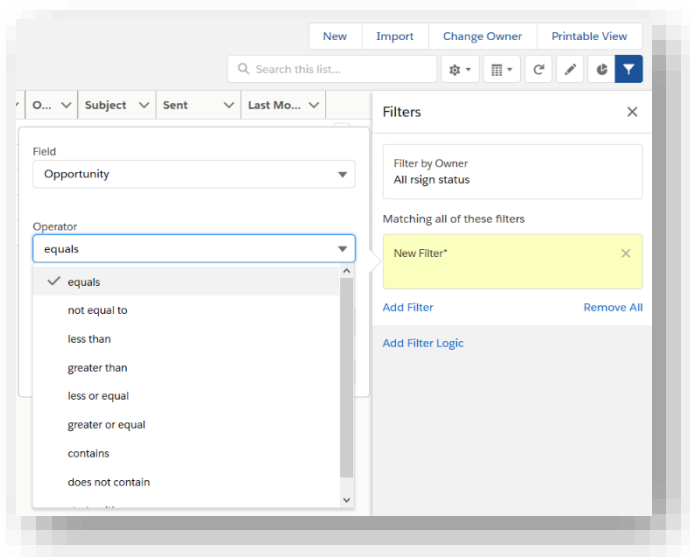 New Import Change Owner Printable View
Search this list...
O... Subject Sent Last Mo...
Filters
Field
Opportunity
Operator
equals
equals
not equal to
less than
greater than
less or equal
greater or equal
contains
does not contain
Filter by Owner
All rsign status
Matching all of these filters
New Filter*
Add Filter Remove All
Add Filter Logic